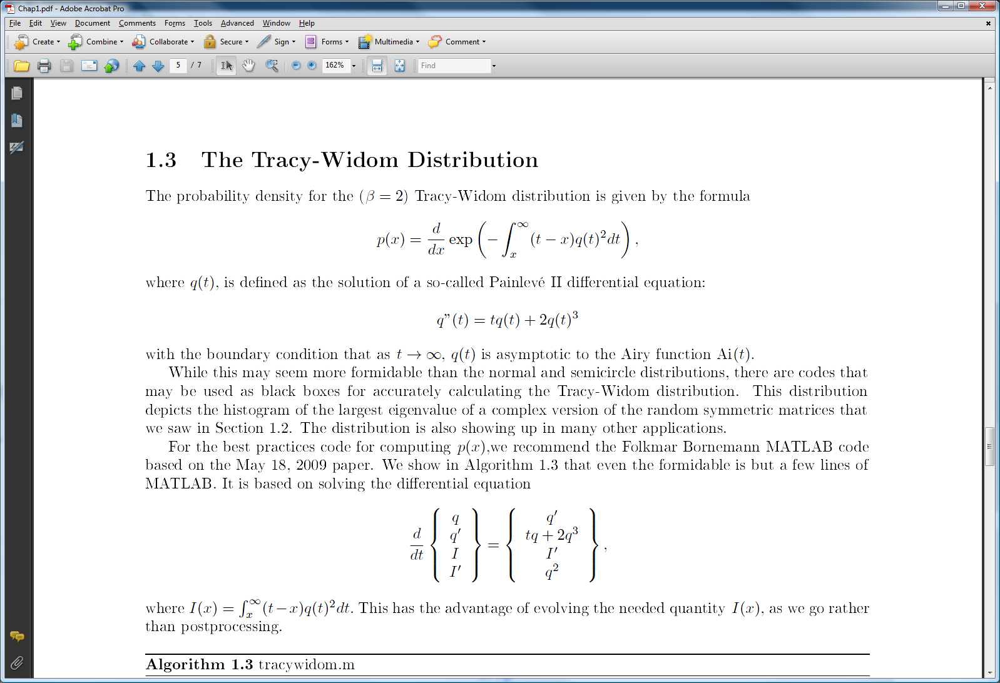 Chap1.pdf - Adobe Acrobat Pro
File Edit View Document Comments Forms Tools Advanced Window Help
Create Combine Collaborate Secure Sign Forms Multimedia Comment
5 / 7 162% Find
1.3 The Tracy-Widom Distribution
The probability density for the (β = 2) Tracy-Widom distribution is given by the formula
p(x) = d/dx exp(−∫ₓ^∞ (t − x)q(t)²dt),
where q(t), is defined as the solution of a so-called Painlevé II differential equation:
q”(t) = tq(t) + 2q(t)³
with the boundary condition that as t → ∞, q(t) is asymptotic to the Airy function Ai(t).
While this may seem more formidable than the normal and semicircle distributions, there are codes that
may be used as black boxes for accurately calculating the Tracy-Widom distribution. This distribution
depicts the histogram of the largest eigenvalue of a complex version of the random symmetric matrices that
we saw in Section 1.2. The distribution is also showing up in many other applications.
For the best practices code for computing p(x),we recommend the Folkmar Bornemann MATLAB code
based on the May 18, 2009 paper. We show in Algorithm 1.3 that even the formidable is but a few lines of
MATLAB. It is based on solving the differential equation
d/dt { q q′ I I′ } = { q′ tq + 2q³ I′ q² },
where I(x) = ∫ₓ^∞ (t−x)q(t)²dt. This has the advantage of evolving the needed quantity I(x), as we go rather
than postprocessing.
Algorithm 1.3 tracywidom.m